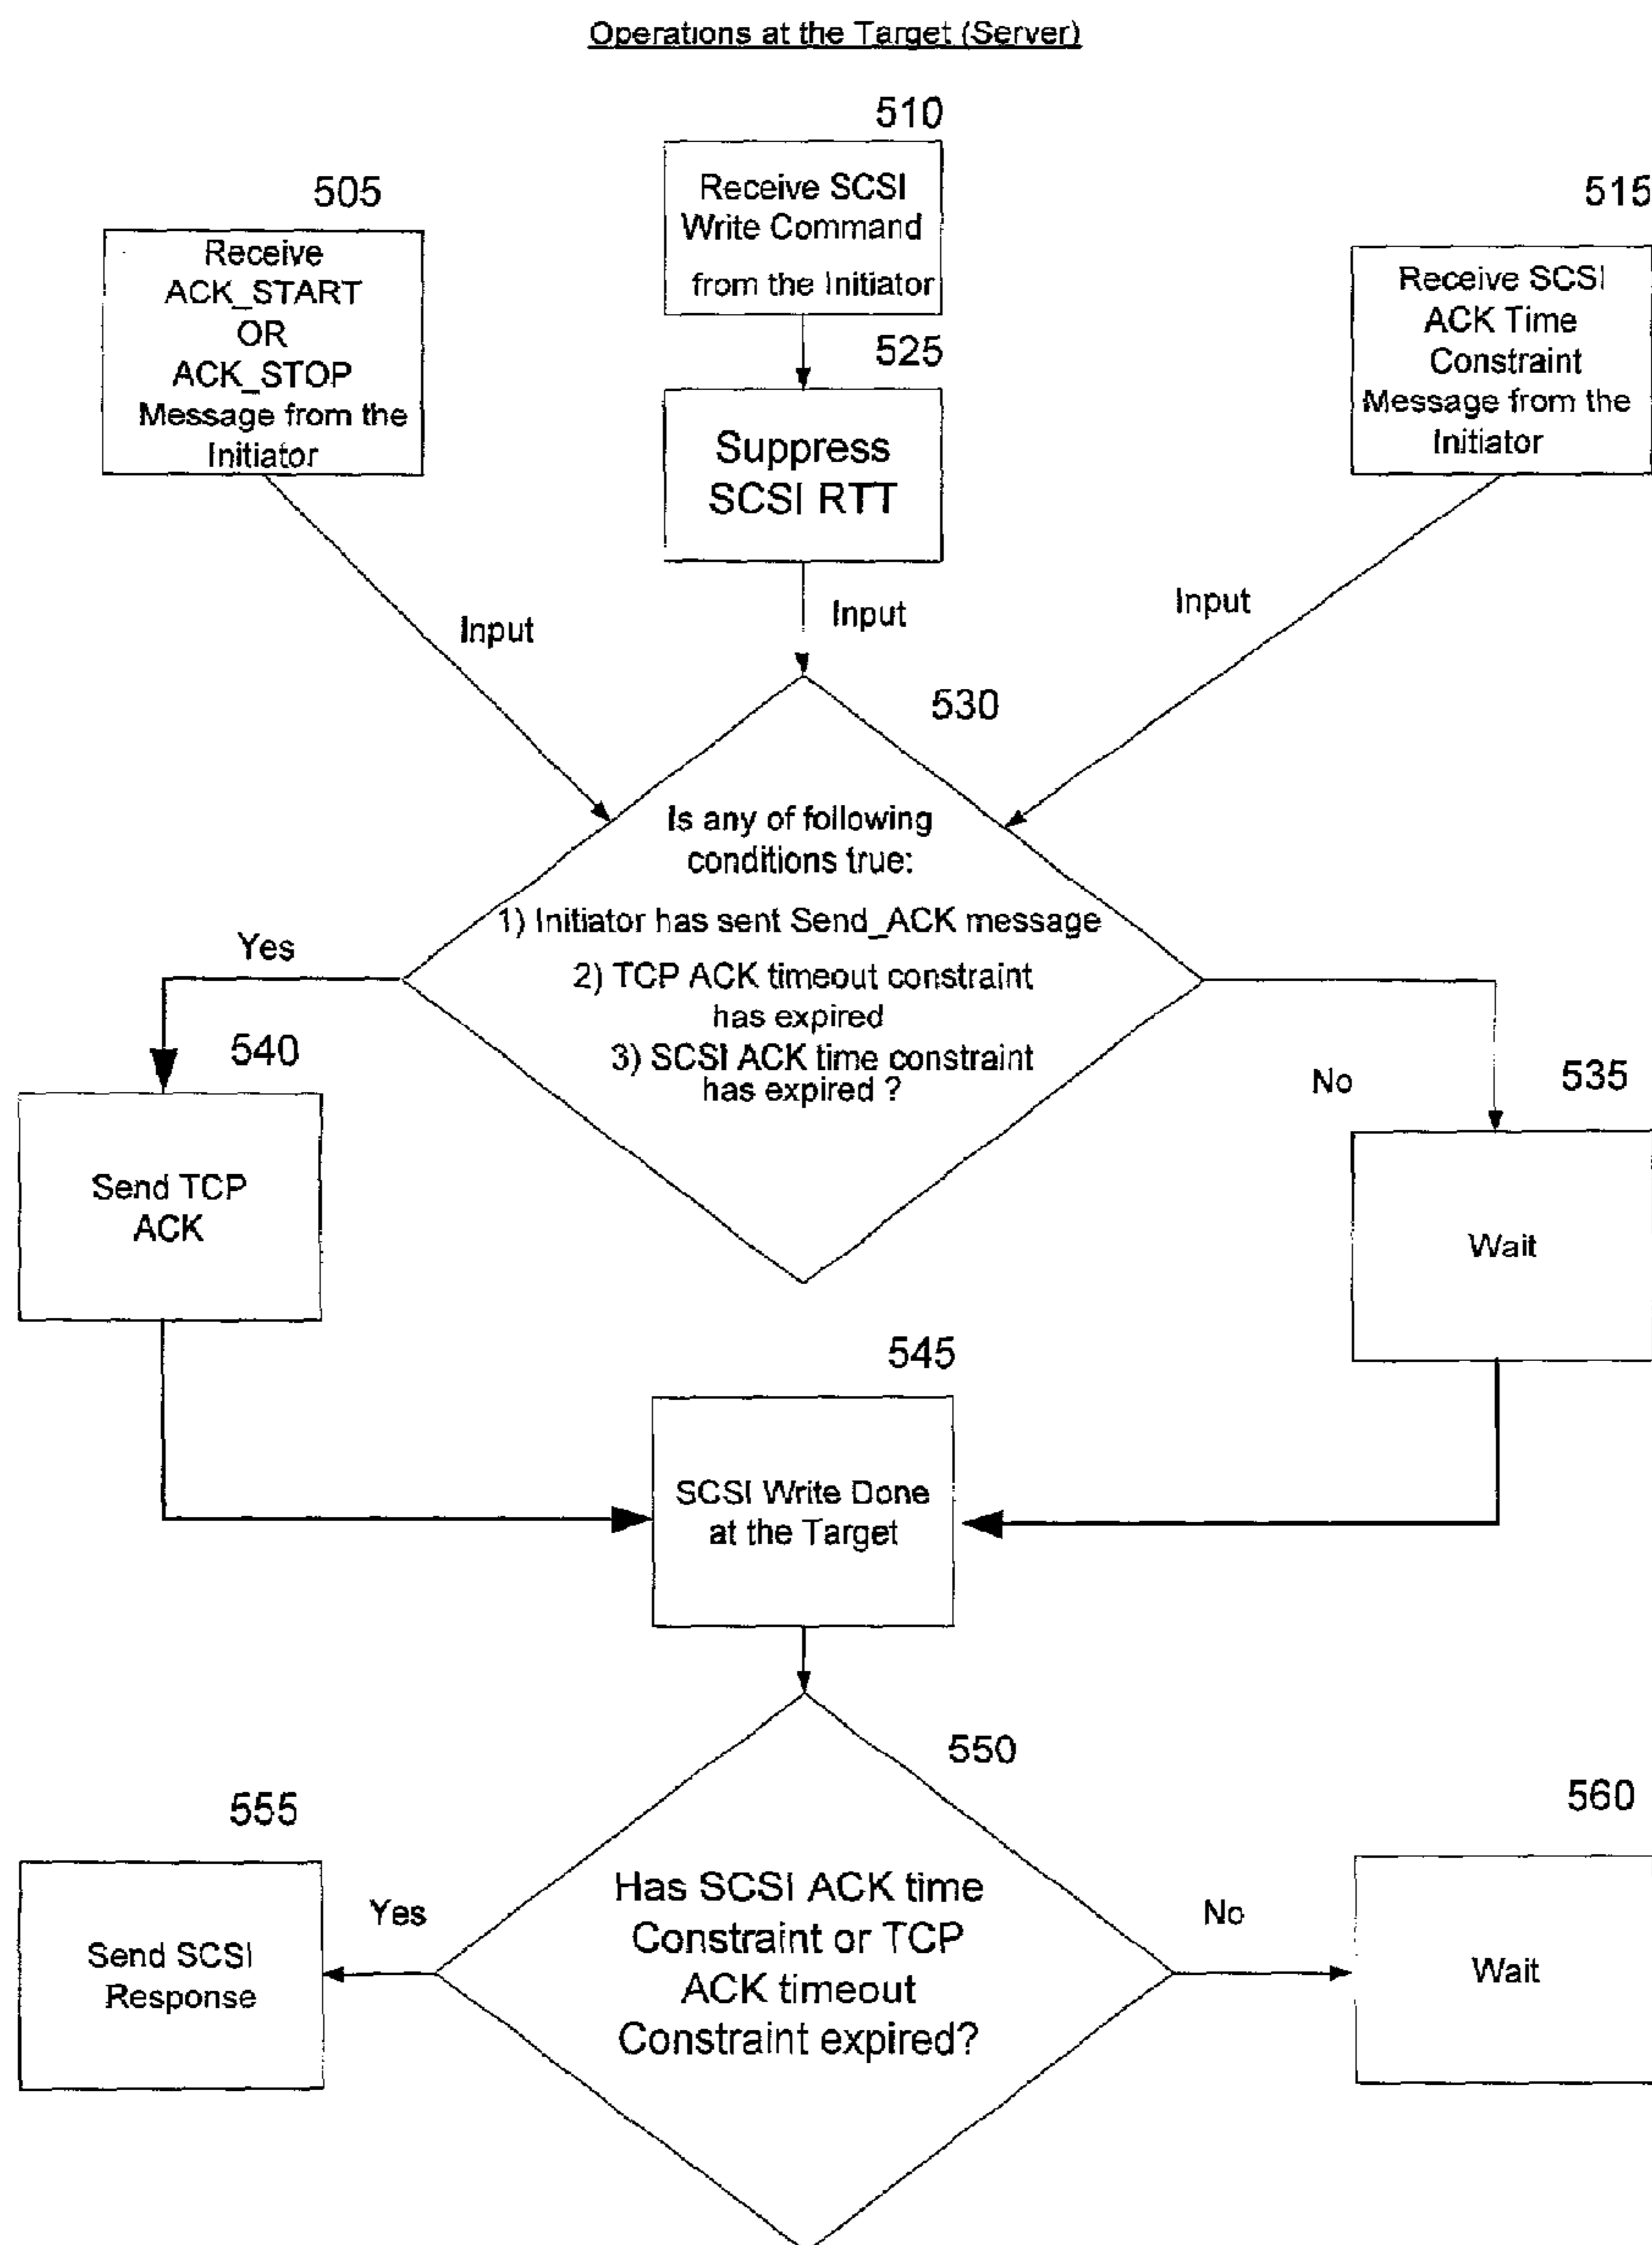 Operations at the Target (Server)
510
Receive SCSI
Write Command
from the Initiator
505
Receive
ACK_START
OR
ACK_STOP
Message from the
Initiator
515
Receive SCSI
ACK Time
Constraint
Message from the
Initiator
525
Suppress
SCSI RTT
Input
Input
Input
530
Is any of following
conditions true:
1) Initiator has sent Send_ACK message
2) TCP ACK timeout constraint
has expired
3) SCSI ACK time constraint
has expired ?
Yes
540
Send TCP
ACK
No
535
Wait
545
SCSI Write Done
at the Target
550
Has SCSI ACK time
Constraint or TCP
ACK timeout
Constraint expired?
Yes
555
Send SCSI
Response
No
560
Wait